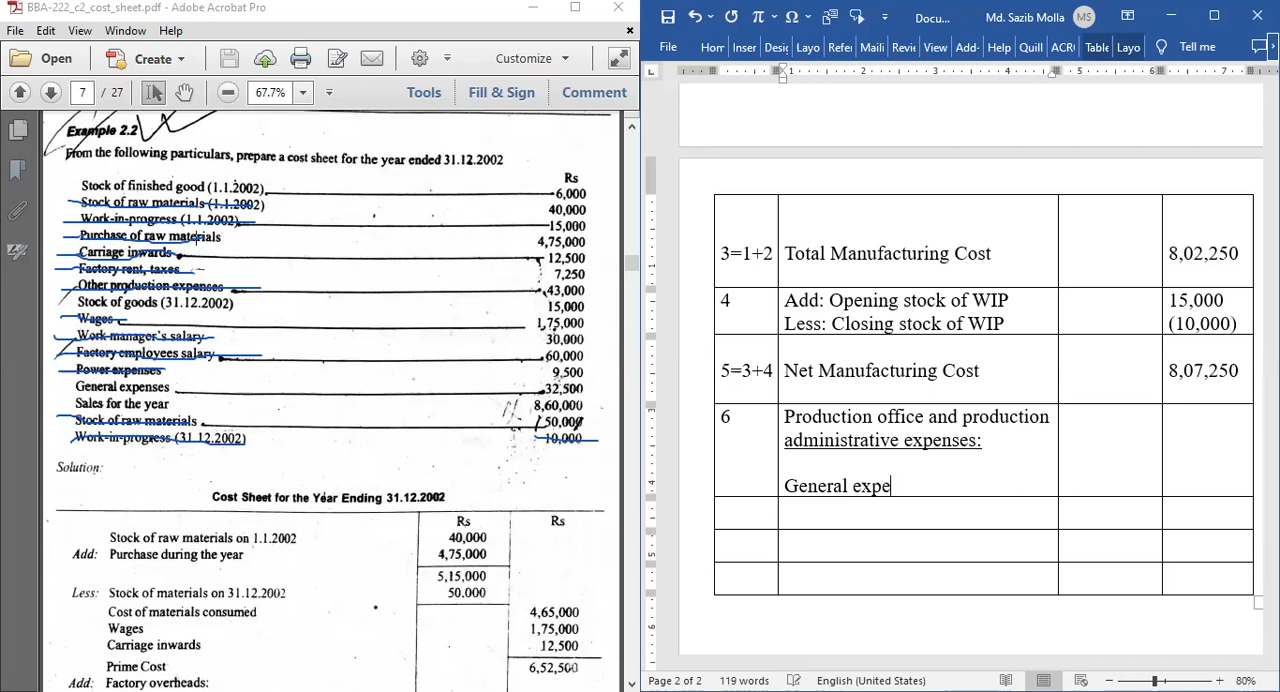 BBA-222_c2_cost_sheet.pdf - Adobe Acrobat Pro
File Edit View Window Help
Open Create Customize
7 / 27 67.7% Tools Fill & Sign Comment
Example 2.2
From the following particulars, prepare a cost sheet for the year ended 31.12.2002
Rs
Stock of finished good (1.1.2002) 6,000
Stock of raw materials (1.1.2002) 40,000
Work-in-progress (1.1.2002) 15,000
Purchase of raw materials 4,75,000
Carriage inwards 12,500
Factory rent, taxes 7,250
Other production expenses 43,000
Stock of goods (31.12.2002) 15,000
Wages 1,75,000
Work manager's salary 30,000
Factory employees salary 60,000
Power expenses 9,500
General expenses 32,500
Sales for the year 8,60,000
Stock of raw materials 50,000
Work-in-progress (31.12.2002) 10,000
Solution:
Cost Sheet for the Year Ending 31.12.2002
Rs Rs
Stock of raw materials on 1.1.2002 40,000
Add: Purchase during the year 4,75,000
5,15,000
Less: Stock of materials on 31.12.2002 50.000
Cost of materials consumed 4,65,000
Wages 1,75,000
Carriage inwards 12,500
Prime Cost 6,52,500
Add: Factory overheads:
Docu... Md. Sazib Molla MS
File Hom Inser Desig Layo Refer Maili Revie View Add- Help Quill ACR Table Layo Tell me
1 2 3 4 5 6 7
3=1+2 Total Manufacturing Cost 8,02,250
4 Add: Opening stock of WIP 15,000
Less: Closing stock of WIP (10,000)
5=3+4 Net Manufacturing Cost 8,07,250
6 Production office and production
administrative expenses:
General expe
Page 2 of 2 119 words English (United States) 80%